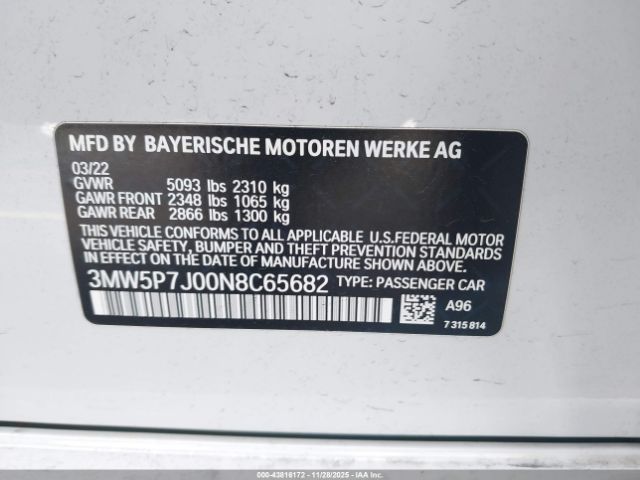 MFD BY BAYERISCHE MOTOREN WERKE AG
03/22
GVWR 5093 lbs 2310 kg
GAWR FRONT 2348 lbs 1065 kg
GAWR REAR 2866 lbs 1300 kg
THIS VEHICLE CONFORMS TO ALL APPLICABLE U.S.FEDERAL MOTOR
VEHICLE SAFETY, BUMPER AND THEFT PREVENTION STANDARDS
IN EFFECT ON THE DATE OF MANUFACTURE SHOWN ABOVE.
3MW5P7J00N8C65682 TYPE: PASSENGER CAR
A96
7 315 814
000-43816172 - 11/28/2025 - COPYRIGHT IAA